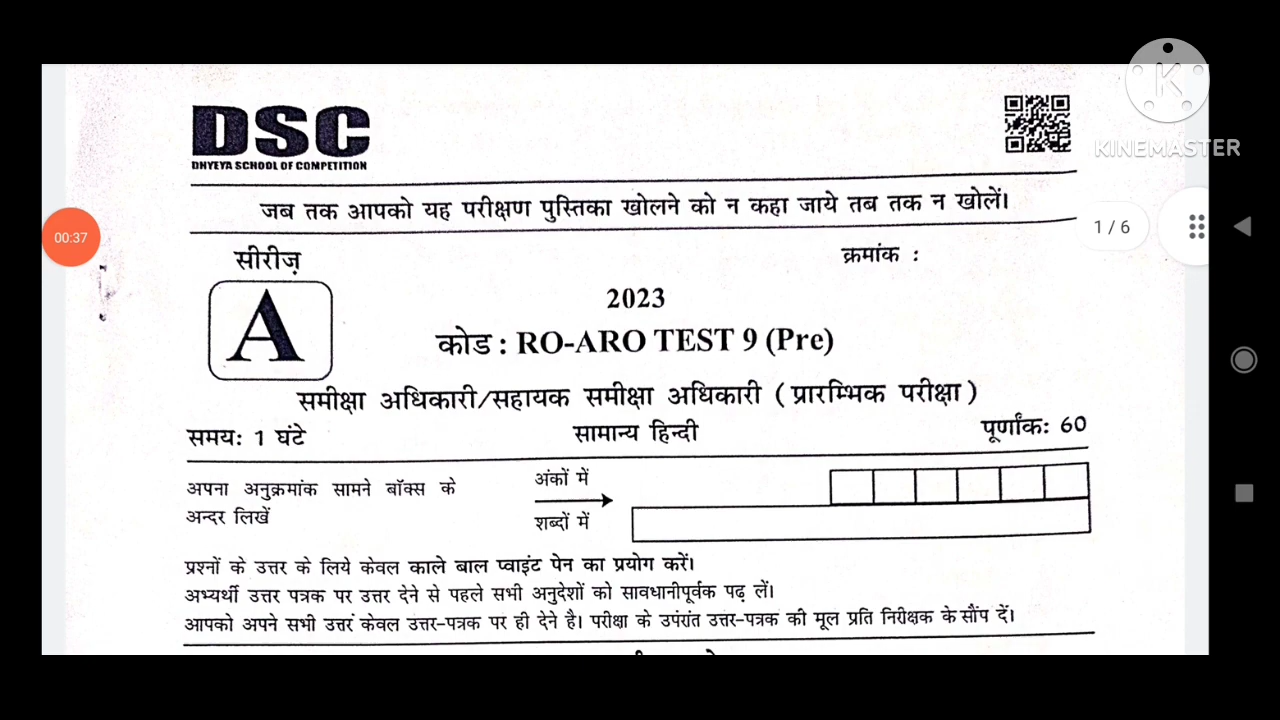 DSC
DHYEYA SCHOOL OF COMPETITION
KINEMASTER
जब तक आपको यह परीक्षण पुस्तिका खोलने को न कहा जाये तब तक न खोलें।
1 / 6
00:37
सीरीज़
क्रमांक :
A
2023
कोड : RO-ARO TEST 9 (Pre)
समीक्षा अधिकारी/सहायक समीक्षा अधिकारी ( प्रारम्भिक परीक्षा )
समय: 1 घंटे सामान्य हिन्दी पूर्णांक: 60
अपना अनुक्रमांक सामने बॉक्स के
अन्दर लिखें
अंकों में
शब्दों में
प्रश्नों के उत्तर के लिये केवल काले बाल प्वाइंट पेन का प्रयोग करें।
अभ्यर्थी उत्तर पत्रक पर उत्तर देने से पहले सभी अनुदेशों को सावधानीपूर्वक पढ़ लें।
आपको अपने सभी उत्तर केवल उत्तर-पत्रक पर ही देने है। परीक्षा के उपरांत उत्तर-पत्रक की मूल प्रति निरीक्षक के सौंप दें।